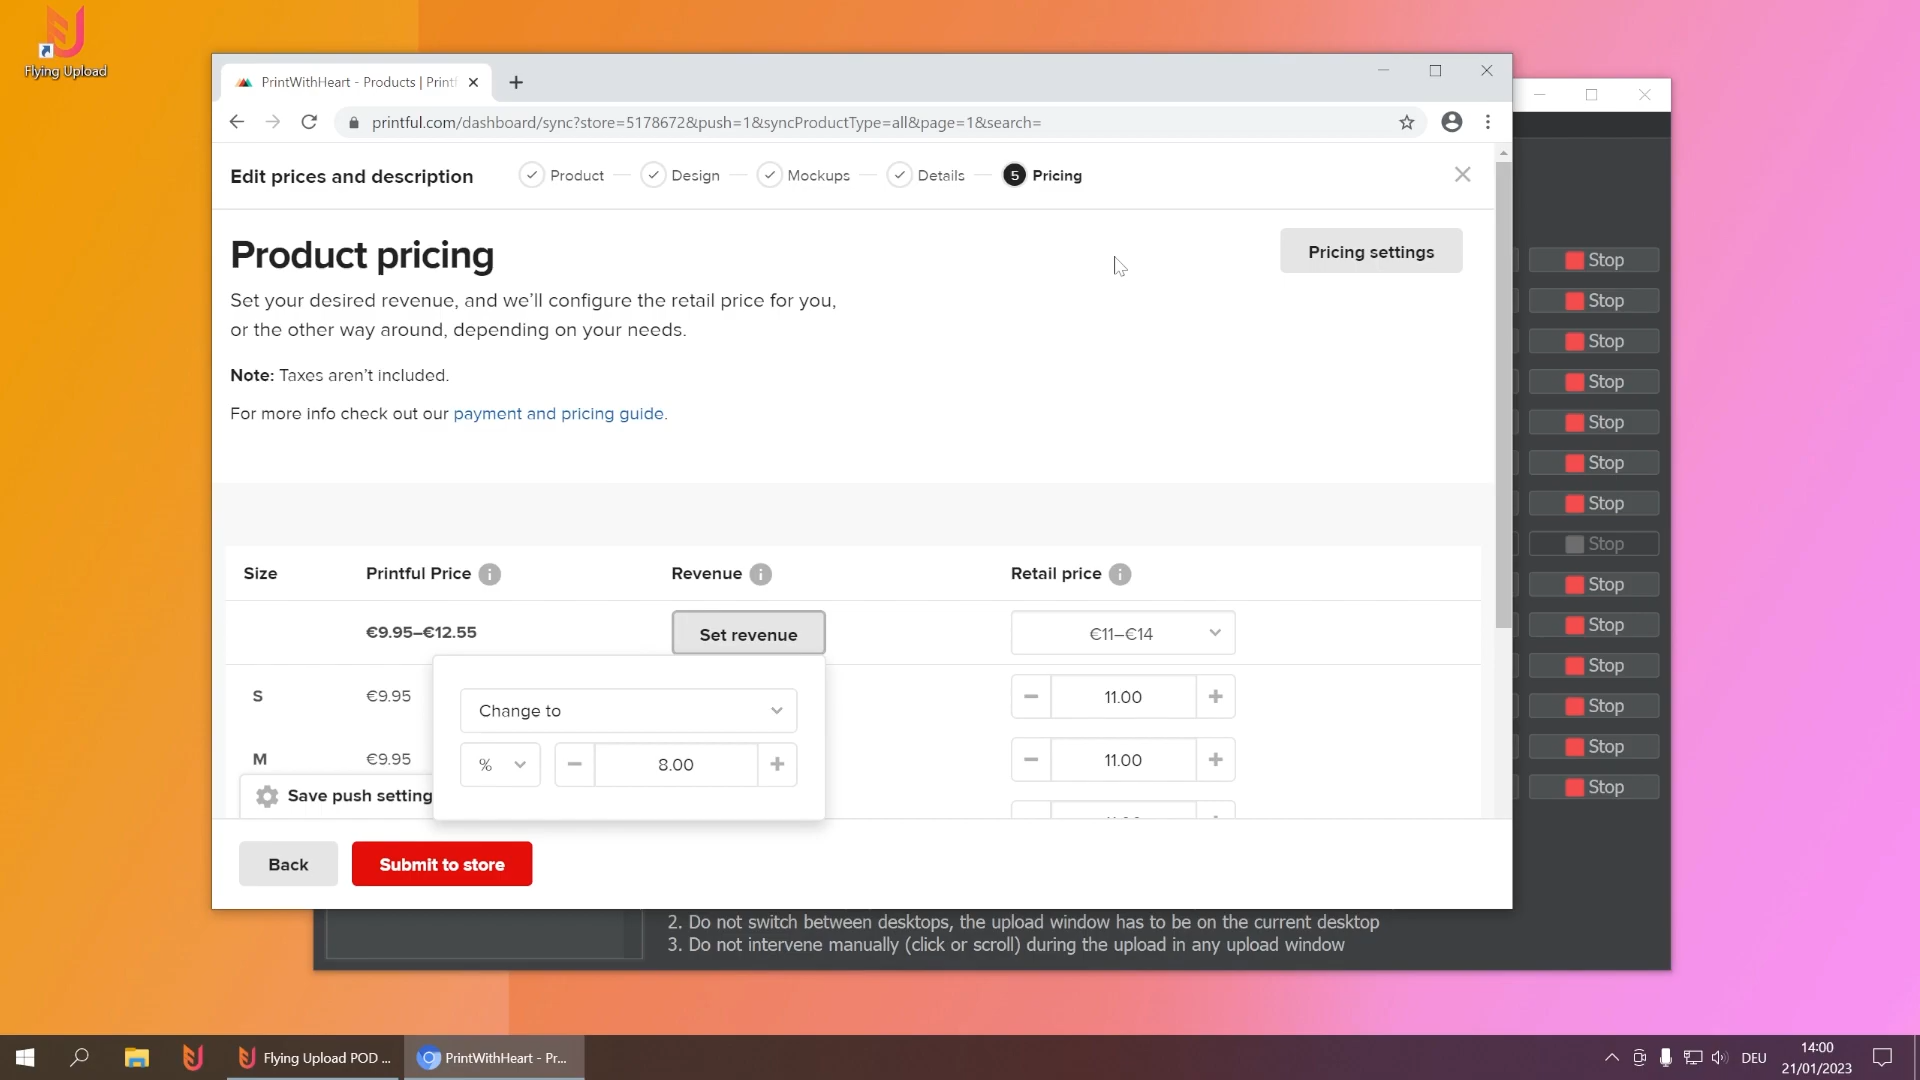 Flying Upload
PrintWithHeart - Products | Printf
printful.com/dashboard/sync?store=5178672&push=1&syncProductType=all&page=1&search=
Edit prices and description
Product
Design
Mockups
Details
5 Pricing
Product pricing
Pricing settings
Set your desired revenue, and we'll configure the retail price for you,
or the other way around, depending on your needs.
Note: Taxes aren't included.
For more info check out our payment and pricing guide.
Size
Printful Price
Revenue
Retail price
€9.95–€12.55
Set revenue
€11–€14
S
€9.95
11.00
Change to
M
€9.95
%
8.00
11.00
Save push setting
Back
Submit to store
Stop
Stop
Stop
Stop
Stop
Stop
Stop
Stop
Stop
Stop
Stop
Stop
Stop
Stop
2. Do not switch between desktops, the upload window has to be on the current desktop
3. Do not intervene manually (click or scroll) during the upload in any upload window
Flying Upload POD ...
PrintWithHeart - Pr...
DEU
14:00
21/01/2023